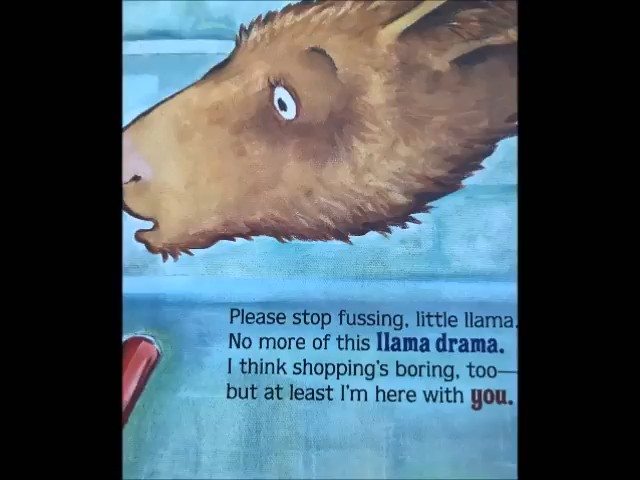 Please stop fussing, little llama.
No more of this llama drama.
I think shopping's boring, too—
but at least I'm here with you.